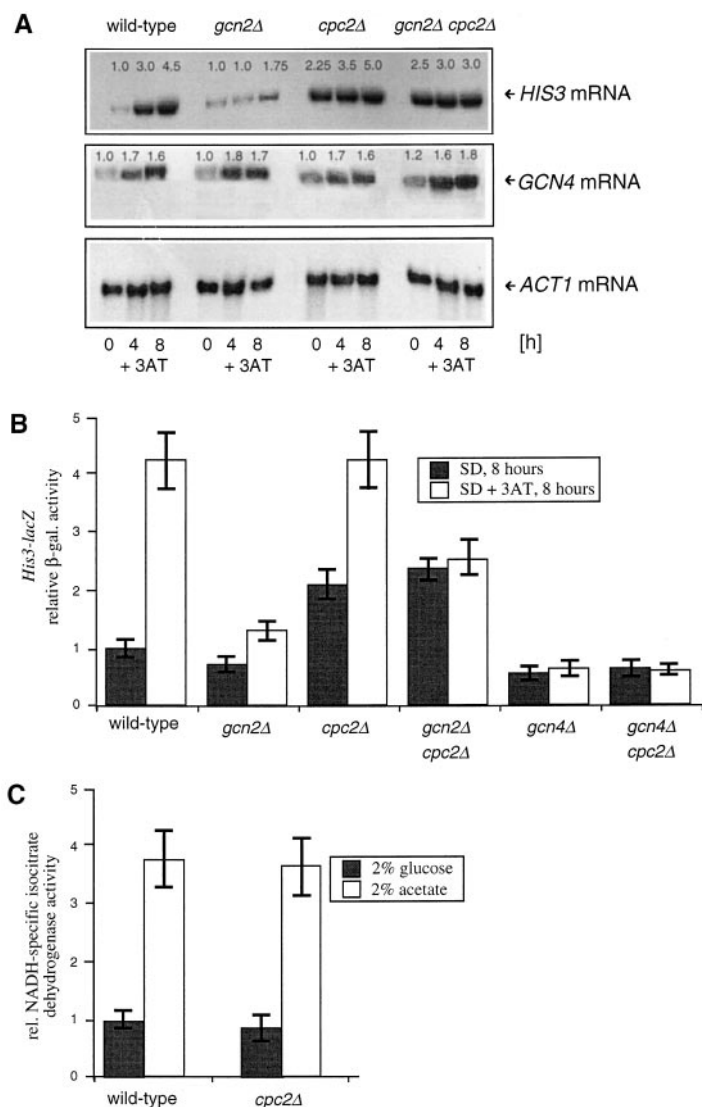 A
wild-type gcn2Δ cpc2Δ gcn2Δ cpc2Δ
1.0 3.0 4.5 1.0 1.0 1.75 2.25 3.5 5.0 2.5 3.0 3.0
←HIS3 mRNA
1.0 1.7 1.6 1.0 1.8 1.7 1.0 1.7 1.6 1.2 1.6 1.8
←GCN4 mRNA
←ACT1 mRNA
0 4 8 0 4 8 0 4 8 0 4 8 [h]
+ 3AT + 3AT + 3AT + 3AT
B
His3-lacZ
relative β-gal. activity
5
4
3
2
1
0
SD, 8 hours
SD + 3AT, 8 hours
wild-type gcn2Δ cpc2Δ gcn2Δ gcn4Δ gcn4Δ
cpc2Δ cpc2Δ
C
rel. NADH-specific isocitrate
dehydrogenase activity
5
4
3
2
1
0
2% glucose
2% acetate
wild-type cpc2Δ